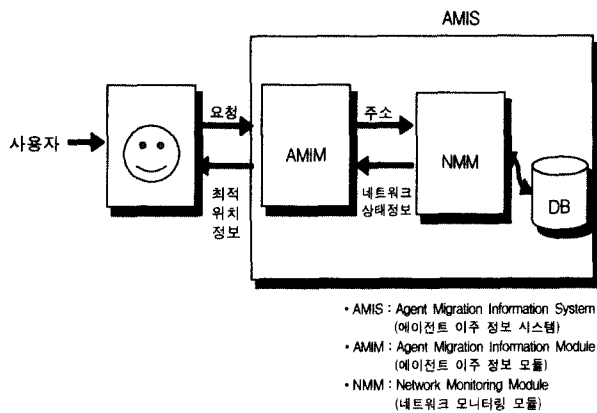 AMIS
사용자
요청
최적
위치
정보
AMIM
주소
네트워크
상태정보
NMM
DB
• AMIS : Agent Migration Information System
(에이전트 이주 정보 시스템)
• AMIM : Agent Migration Information Module
(에이전트 이주 정보 모듈)
• NMM : Network Monitoring Module
(네트워크 모니터링 모듈)